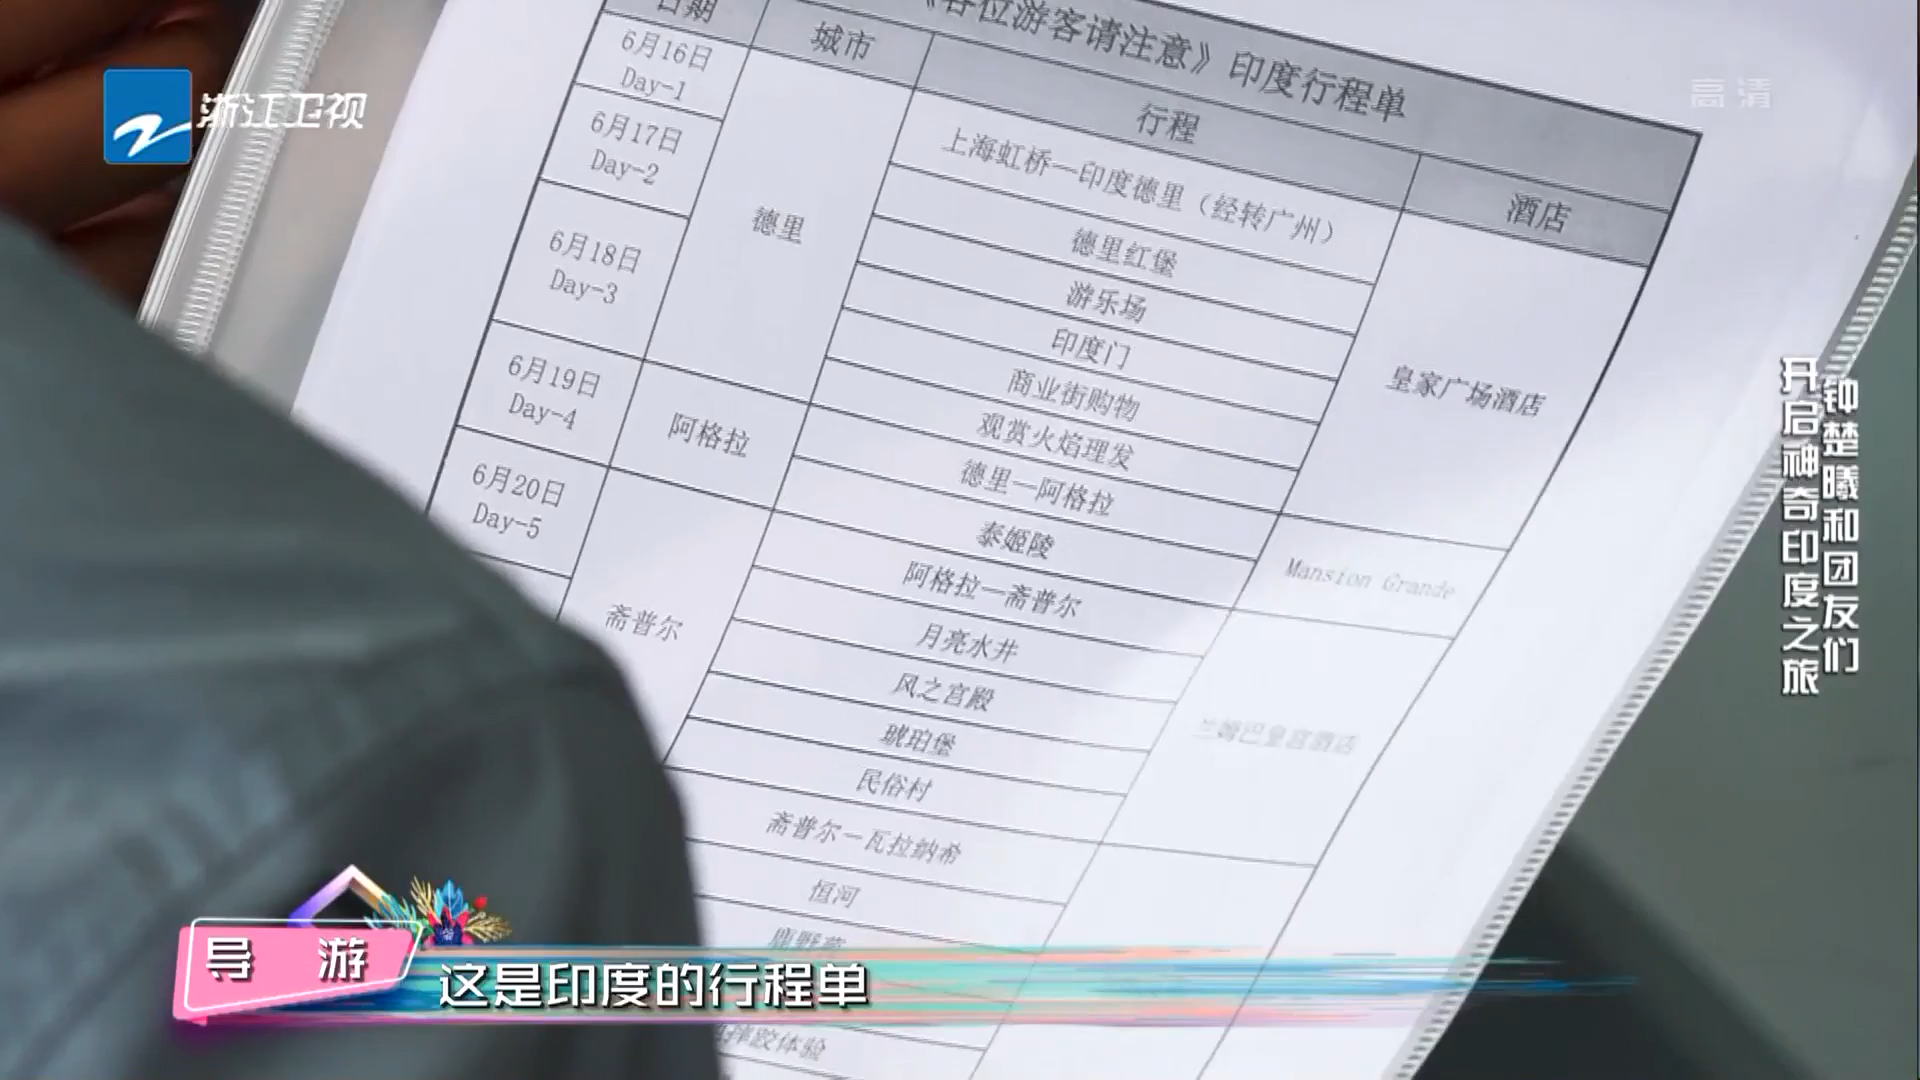 浙江卫视
高清
《各位游客请注意》印度行程单
日期 城市 行程 酒店
6月16日
Day-1
6月17日
Day-2
6月18日
Day-3
6月19日
Day-4
6月20日
Day-5
德里
阿格拉
斋普尔
上海虹桥—印度德里（经转广州）
德里红堡
游乐场
印度门
商业街购物
观赏火焰理发
德里—阿格拉
泰姬陵
阿格拉—斋普尔
月亮水井
风之宫殿
琥珀堡
民俗村
斋普尔—瓦拉纳希
恒河
鹿野苑
摔跤体验
皇家广场酒店
Mansion Grande
兰姆巴皇宫酒店
钟楚曦和团友们
开启神奇印度之旅
导 游
这是印度的行程单